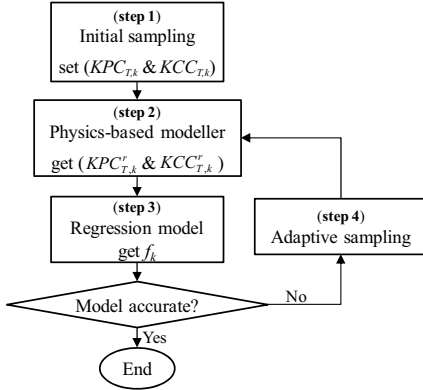 (step 1)
Initial sampling
set (KPC_{T,k} & KCC_{T,k})
(step 2)
Physics-based modeller
get (KPC^r_{T,k} & KCC^r_{T,k})
(step 3)
Regression model
get f_k
(step 4)
Adaptive sampling
Model accurate?
No
Yes
End